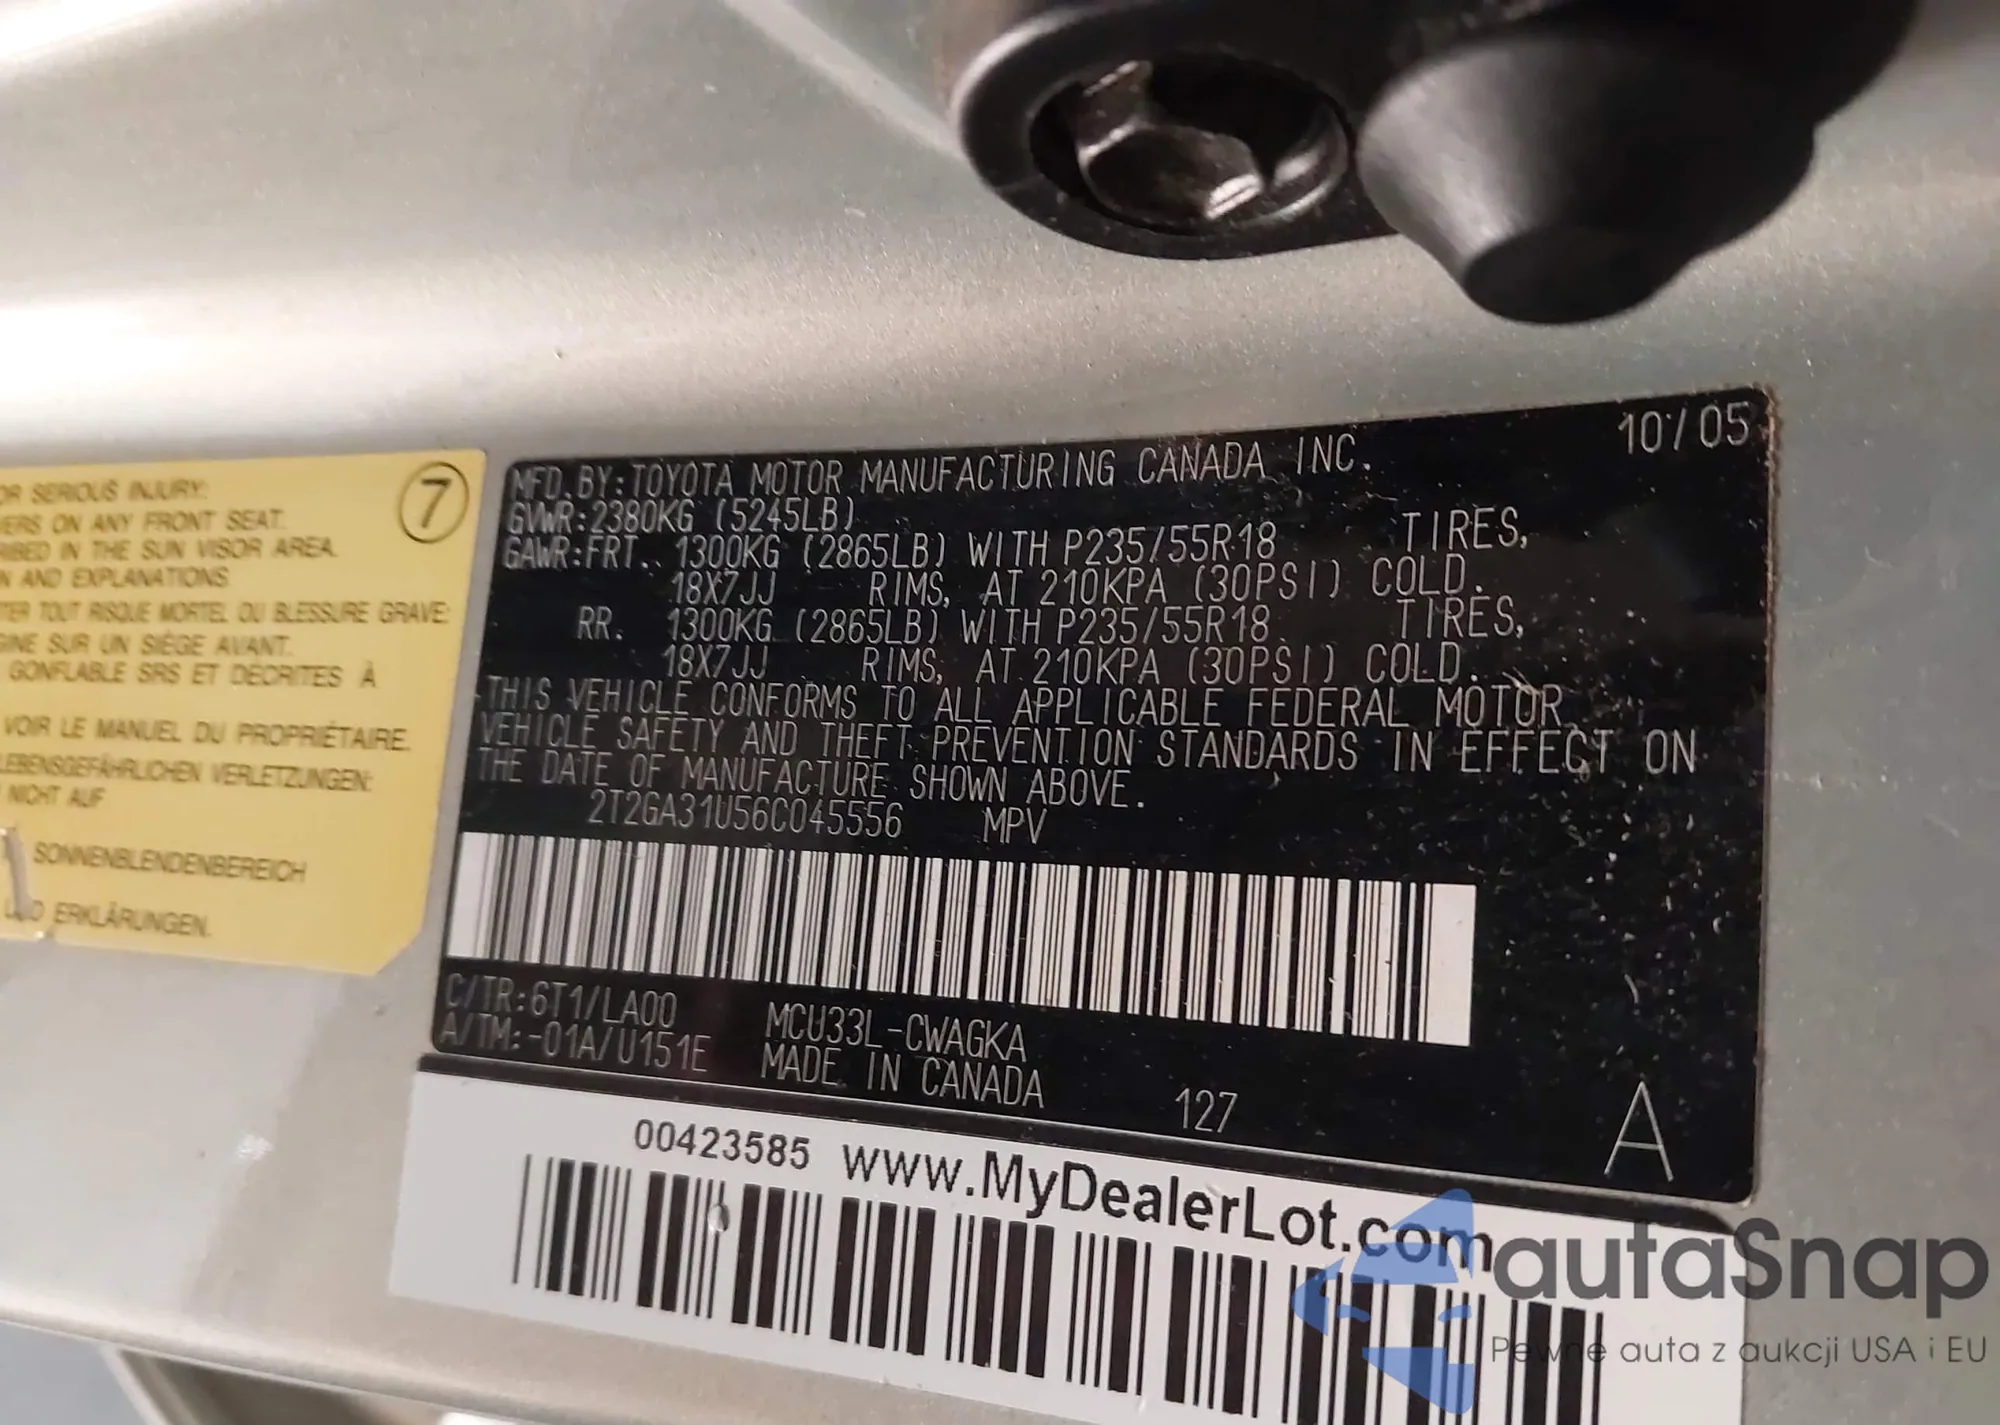 OR SERIOUS INJURY:
VERS ON ANY FRONT SEAT.
RIBED IN THE SUN VISOR AREA.
N AND EXPLANATIONS
TER TOUT RISQUE MORTEL OU BLESSURE GRAVE:
GINE SUR UN SIÈGE AVANT.
GONFLABLE SRS ET DECRITES À
VOIR LE MANUEL DU PROPRIÉTAIRE.
LEBENSGEFÄHRLICHEN VERLETZUNGEN:
NICHT AUF
SONNENBLENDENBEREICH
UND ERKLÄRUNGEN.
7
10/05
MFD. BY: TOYOTA MOTOR MANUFACTURING CANADA INC.
GVWR: 2380KG (5245LB)
GAWR: FRT. 1300KG (2865LB) WITH P235/55R18 TIRES,
18X7JJ RIMS, AT 210KPA (30PSI) COLD.
RR. 1300KG (2865LB) WITH P235/55R18 TIRES,
18X7JJ RIMS, AT 210KPA (30PSI) COLD.
THIS VEHICLE CONFORMS TO ALL APPLICABLE FEDERAL MOTOR
VEHICLE SAFETY AND THEFT PREVENTION STANDARDS IN EFFECT ON
THE DATE OF MANUFACTURE SHOWN ABOVE.
2T2GA31U56C045556 MPV
C/TR: 6T1/LA00 MCU33L-CWAGKA
A/TM: -01A/U151E MADE IN CANADA
127 A
00423585 www.MyDealerLot.com
autaSnap
Pewne auta z aukcji USA i EU